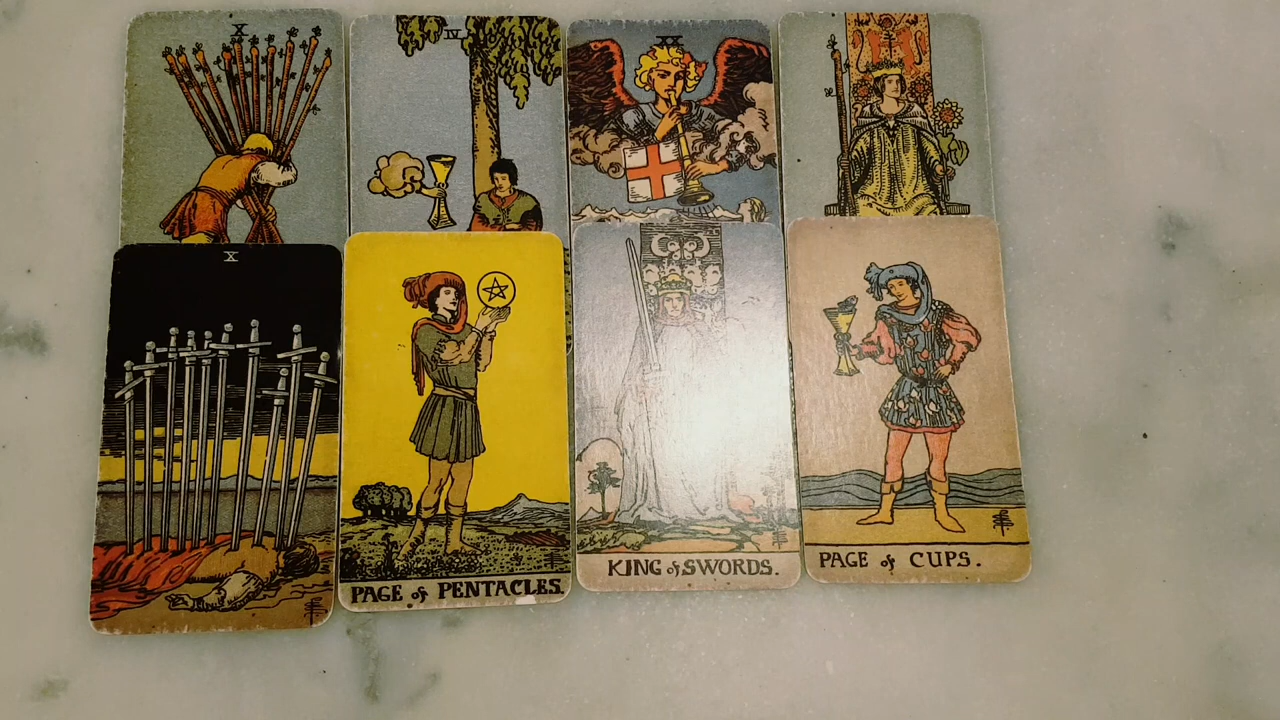 X
IV
XX
X
PAGE of PENTACLES.
KING of SWORDS.
PAGE of CUPS.